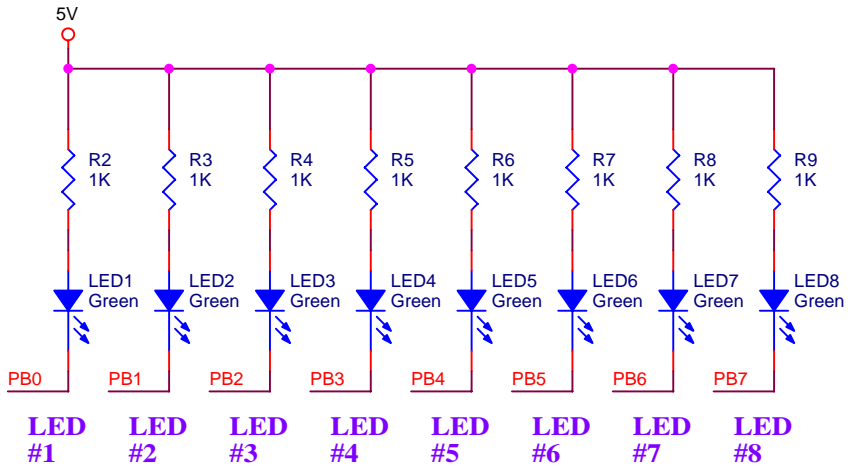 5V
R2 R3 R4 R5 R6 R7 R8 R9
1K 1K 1K 1K 1K 1K 1K 1K
LED1 LED2 LED3 LED4 LED5 LED6 LED7 LED8
Green Green Green Green Green Green Green Green
PB0 PB1 PB2 PB3 PB4 PB5 PB6 PB7
LED LED LED LED LED LED LED LED
#1 #2 #3 #4 #5 #6 #7 #8